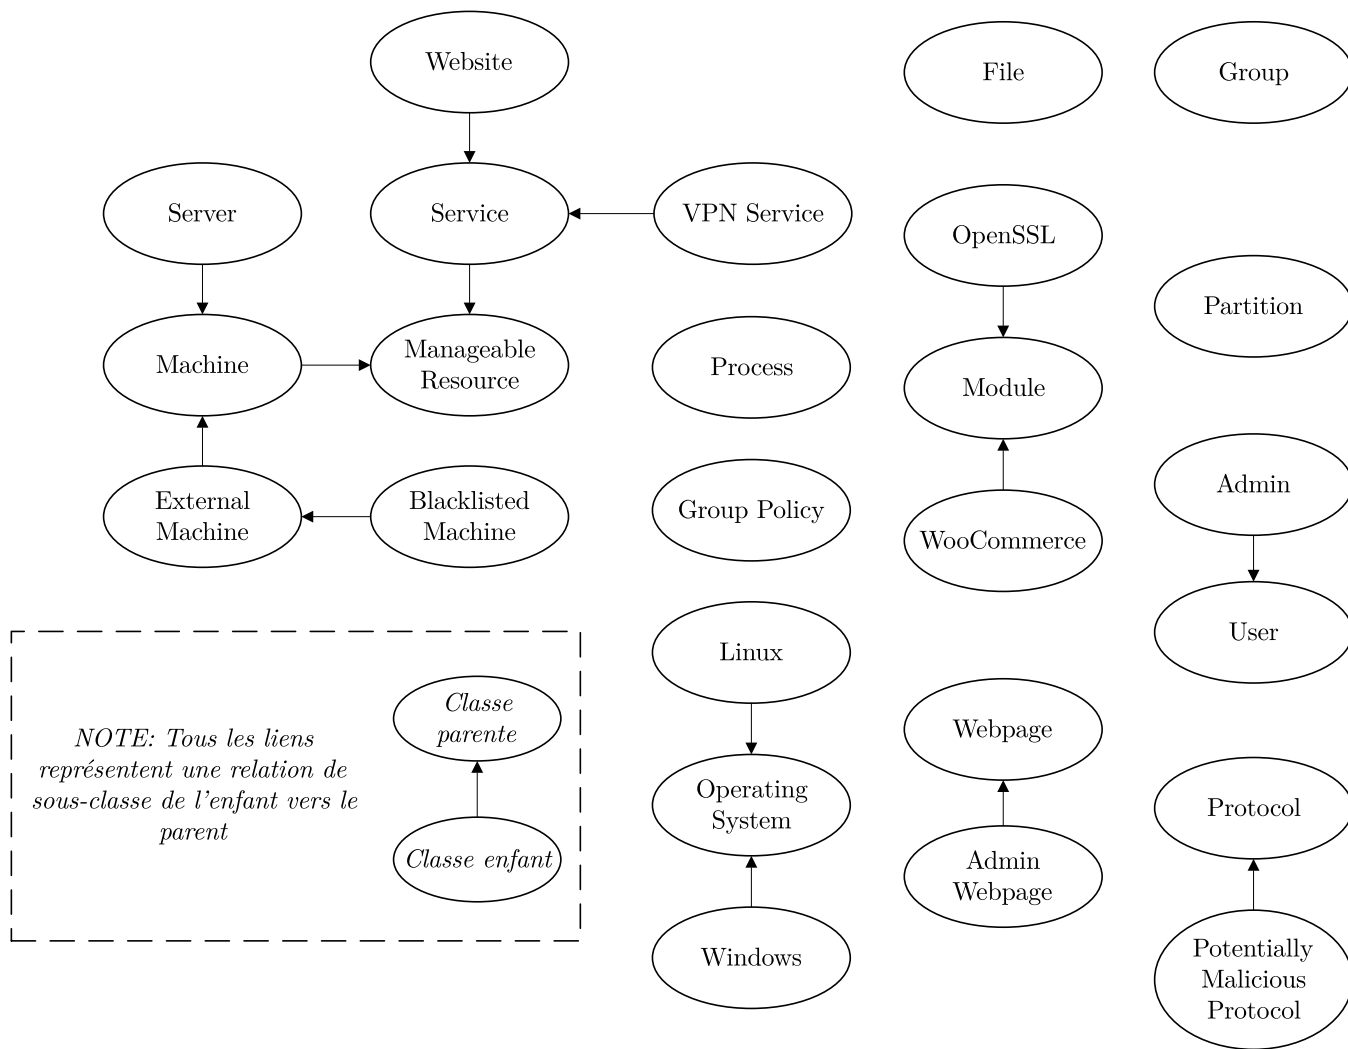 Website
File
Group
Server
Service
VPN Service
OpenSSL
Partition
Machine
Manageable
Resource
Process
Module
External
Machine
Blacklisted
Machine
Group Policy
WooCommerce
Admin
User
Linux
Classe
parente
NOTE: Tous les liens
représentent une relation de
sous-classe de l'enfant vers le
parent
Classe enfant
Webpage
Operating
System
Protocol
Admin
Webpage
Windows
Potentially
Malicious
Protocol